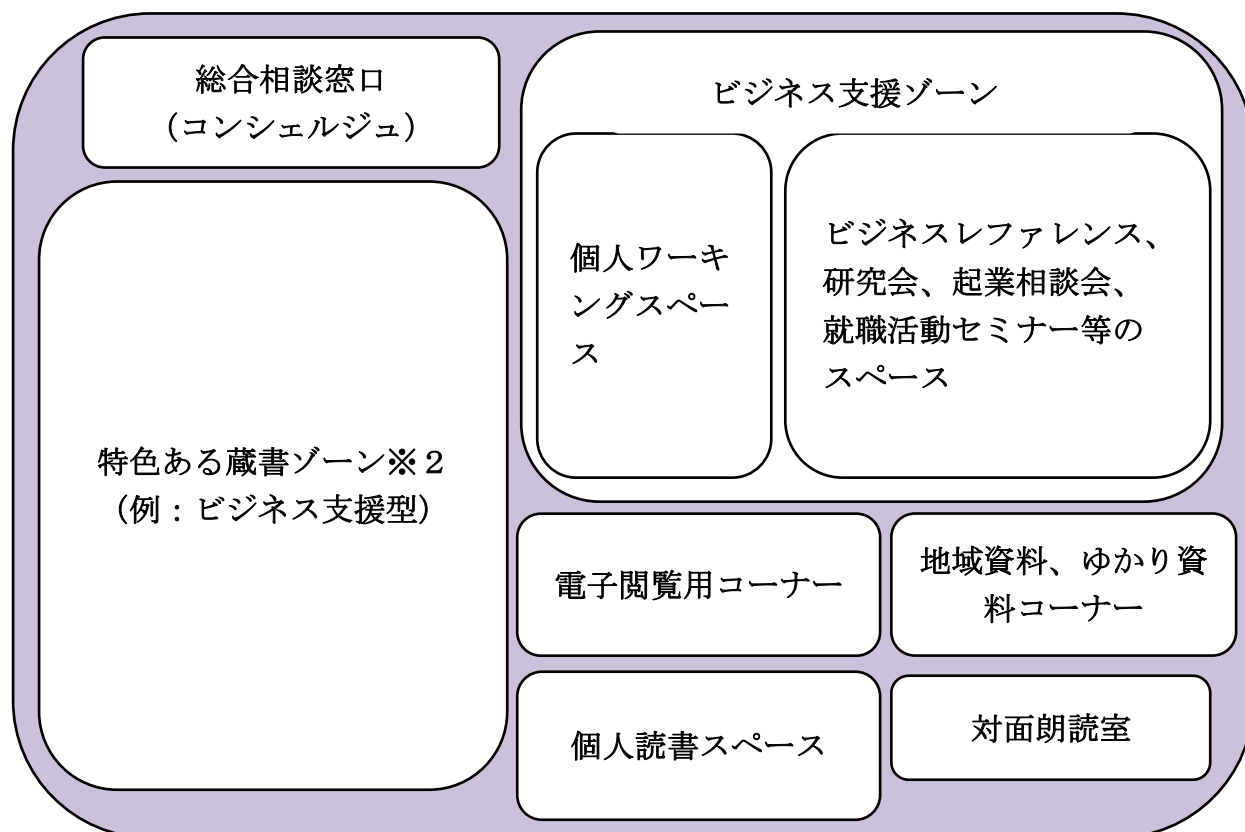 総合相談窓口
（コンシェルジュ）
ビジネス支援ゾーン
個人ワーキ
ングスペー
ス
ビジネスレファレンス、
研究会、起業相談会、
就職活動セミナー等の
スペース
特色ある蔵書ゾーン※２
（例：ビジネス支援型）
電子閲覧用コーナー
地域資料、ゆかり資
料コーナー
個人読書スペース
対面朗読室